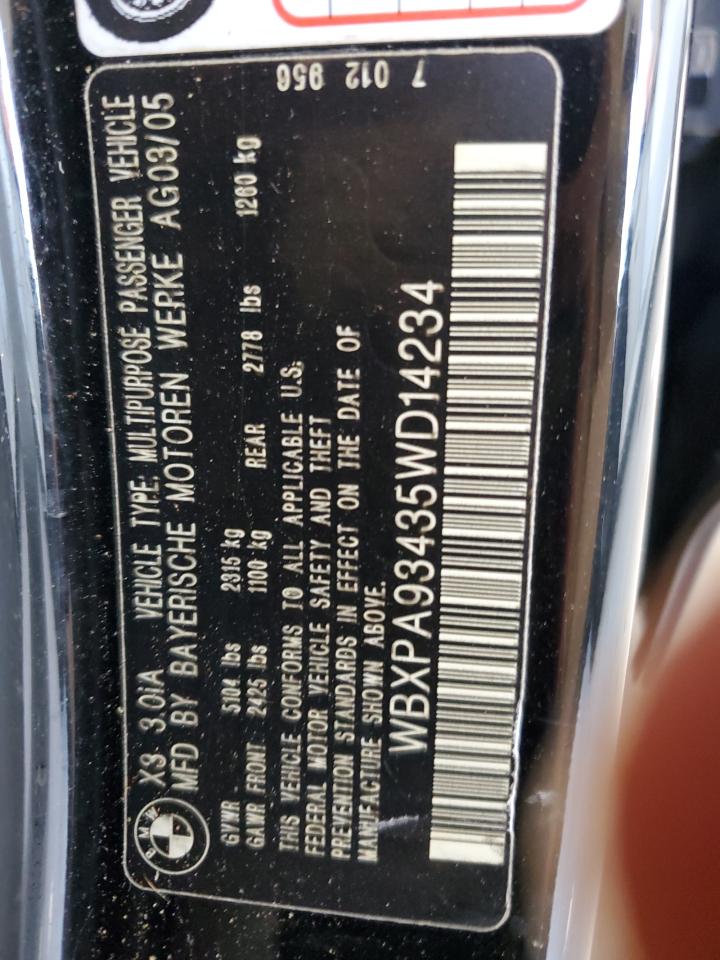 BMW
X3 3.0iA VEHICLE TYPE: MULTIPURPOSE PASSENGER VEHICLE
MFD BY BAYERISCHE MOTOREN WERKE AG03/05
GVWR 5104 lbs 2315 kg
GAWR FRONT 2425 lbs 1100 kg REAR 2778 lbs 1260 kg
THIS VEHICLE CONFORMS TO ALL APPLICABLE U.S.
FEDERAL MOTOR VEHICLE SAFETY AND THEFT
PREVENTION STANDARDS IN EFFECT ON THE DATE OF
MANUFACTURE SHOWN ABOVE.
WBXPA93435WD14234
7 012 956